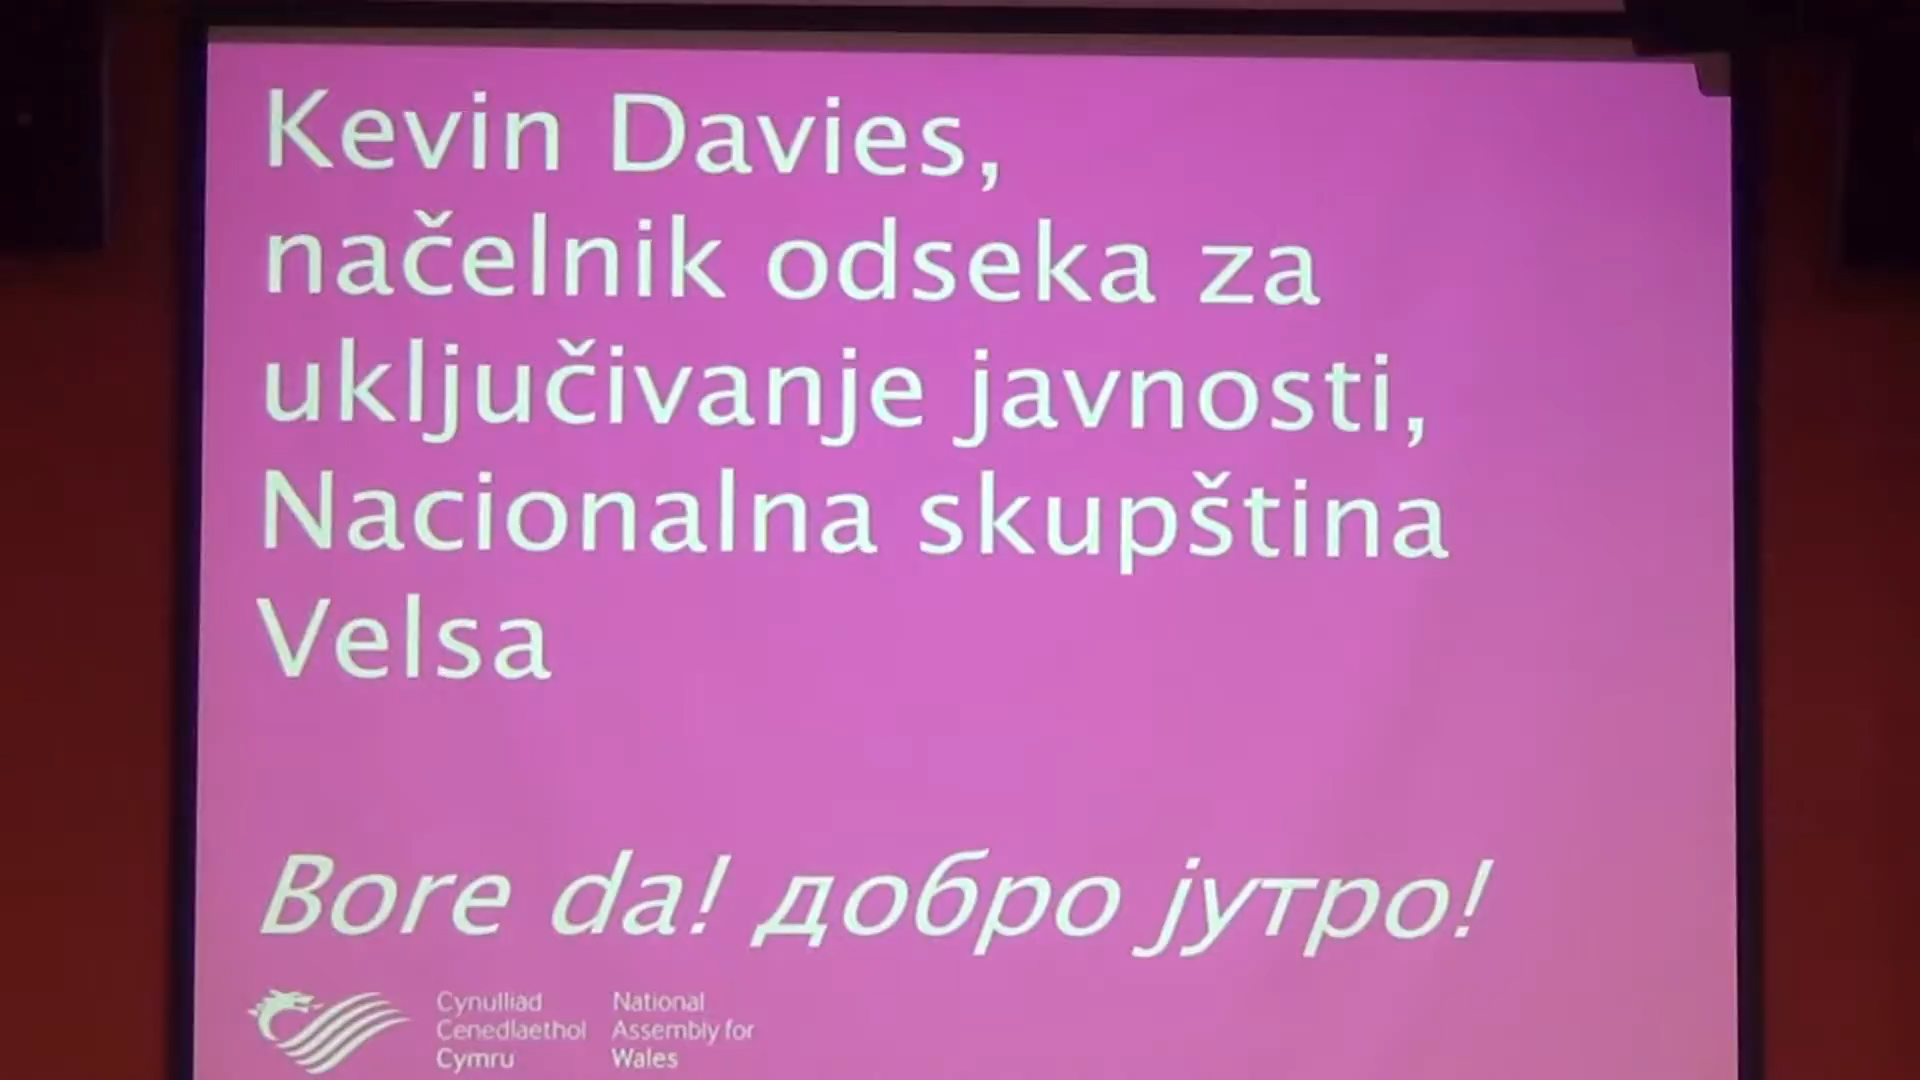 Kevin Davies,
načelnik odseka za
uključivanje javnosti,
Nacionalna skupština
Velsa
Bore da! добро јутро!
Cynulliad
Cenedlaethol
Cymru
National
Assembly for
Wales